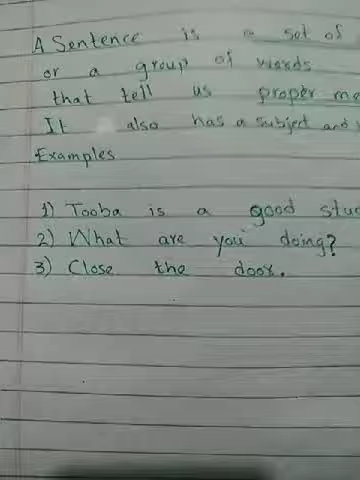 A Sentence is a set of
or a group of words
that tell us proper
It also has a subject and
Examples
1) Tooba is a good
2) What are you doing?
3) Close the door.